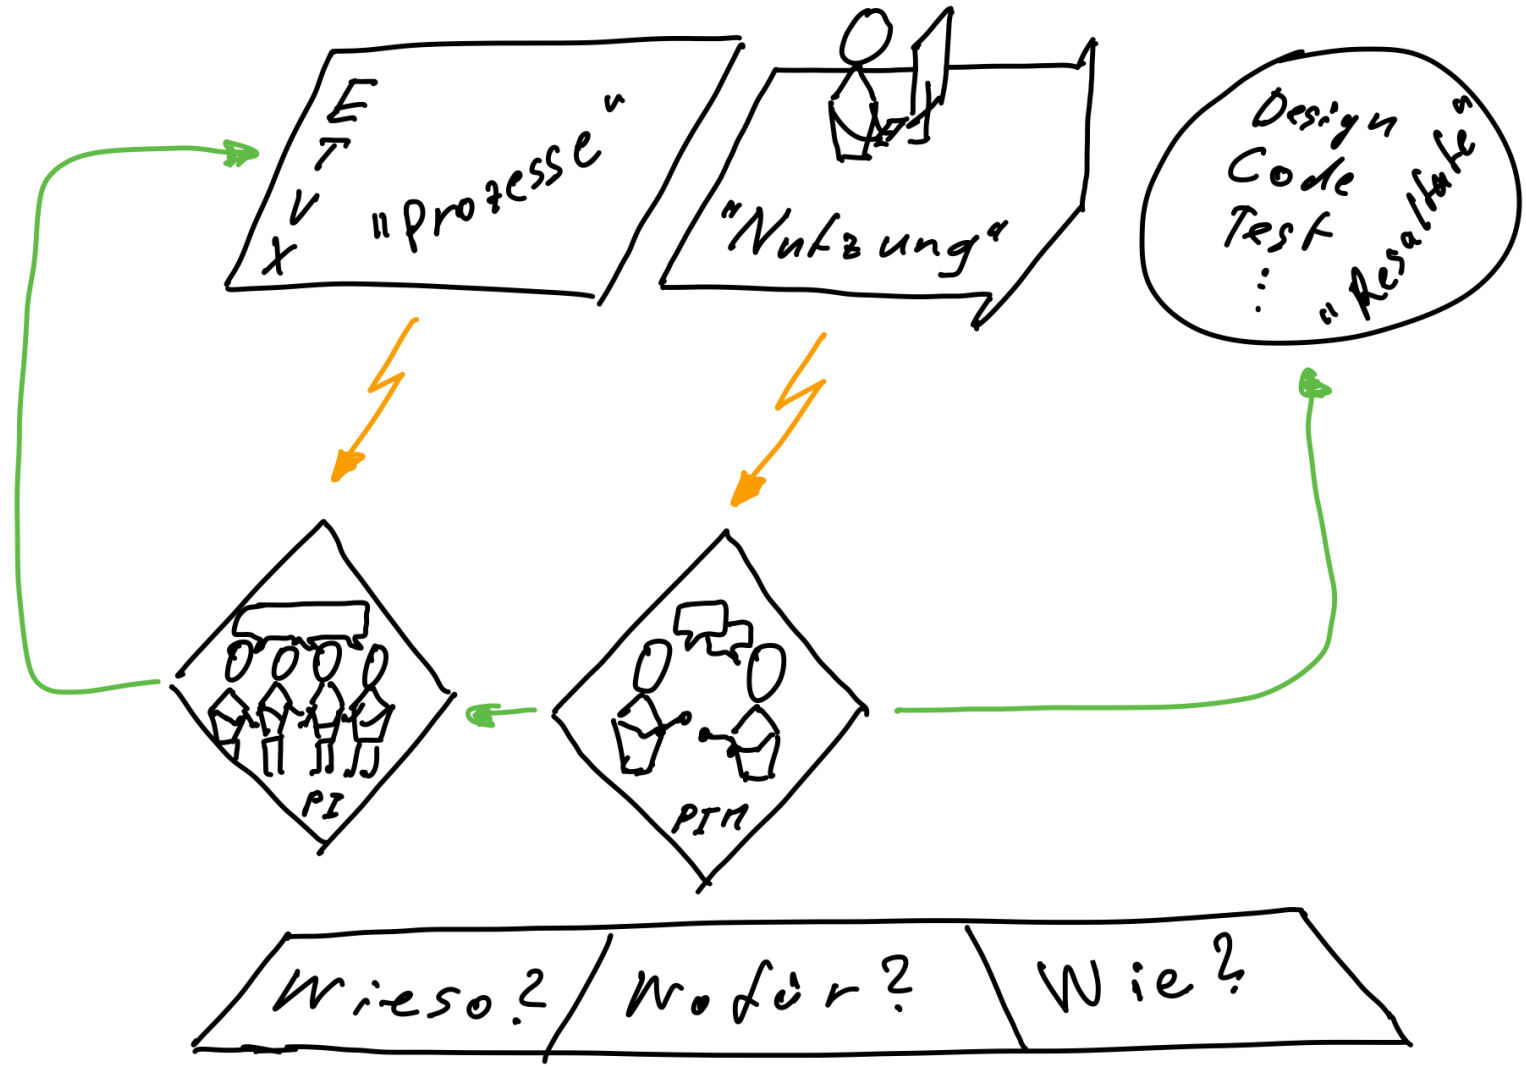 E
T
V
X
"Prozesse"
"Nutzung"
Design
Code
Test
⋮
"Resultate"
PI
PIM
Wieso?
Wofür?
Wie?